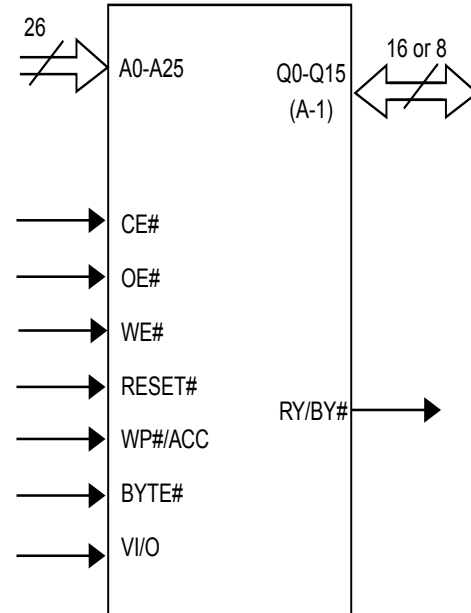 26
A0-A25
Q0-Q15
(A-1)
16 or 8
CE#
OE#
WE#
RESET#
RY/BY#
WP#/ACC
BYTE#
VI/O